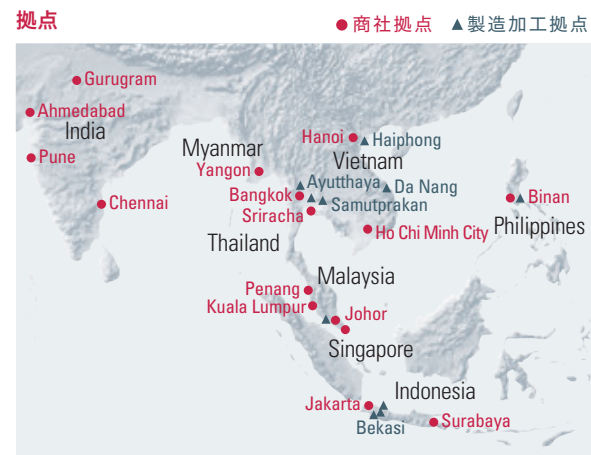 拠点
●商社拠点 ▲製造加工拠点
Gurugram
Ahmedabad
India
Pune
Chennai
Myanmar
Yangon
Hanoi
Haiphong
Vietnam
Ayutthaya
Da Nang
Bangkok
Samutprakan
Sriracha
Ho Chi Minh City
Thailand
Binan
Philippines
Malaysia
Penang
Kuala Lumpur
Johor
Singapore
Indonesia
Jakarta
Bekasi
Surabaya